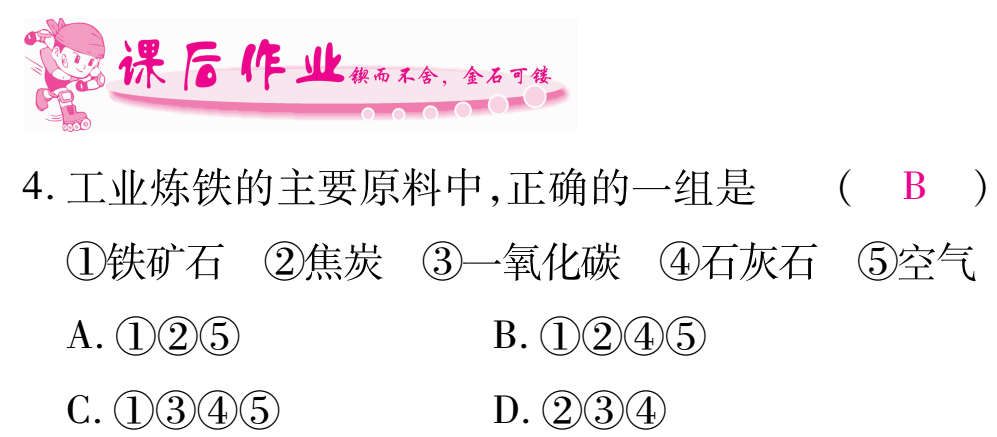 课后作业 锲而不舍，金石可镂
4. 工业炼铁的主要原料中,正确的一组是 ( B )
①铁矿石 ②焦炭 ③一氧化碳 ④石灰石 ⑤空气
A. ①②⑤ B. ①②④⑤
C. ①③④⑤ D. ②③④